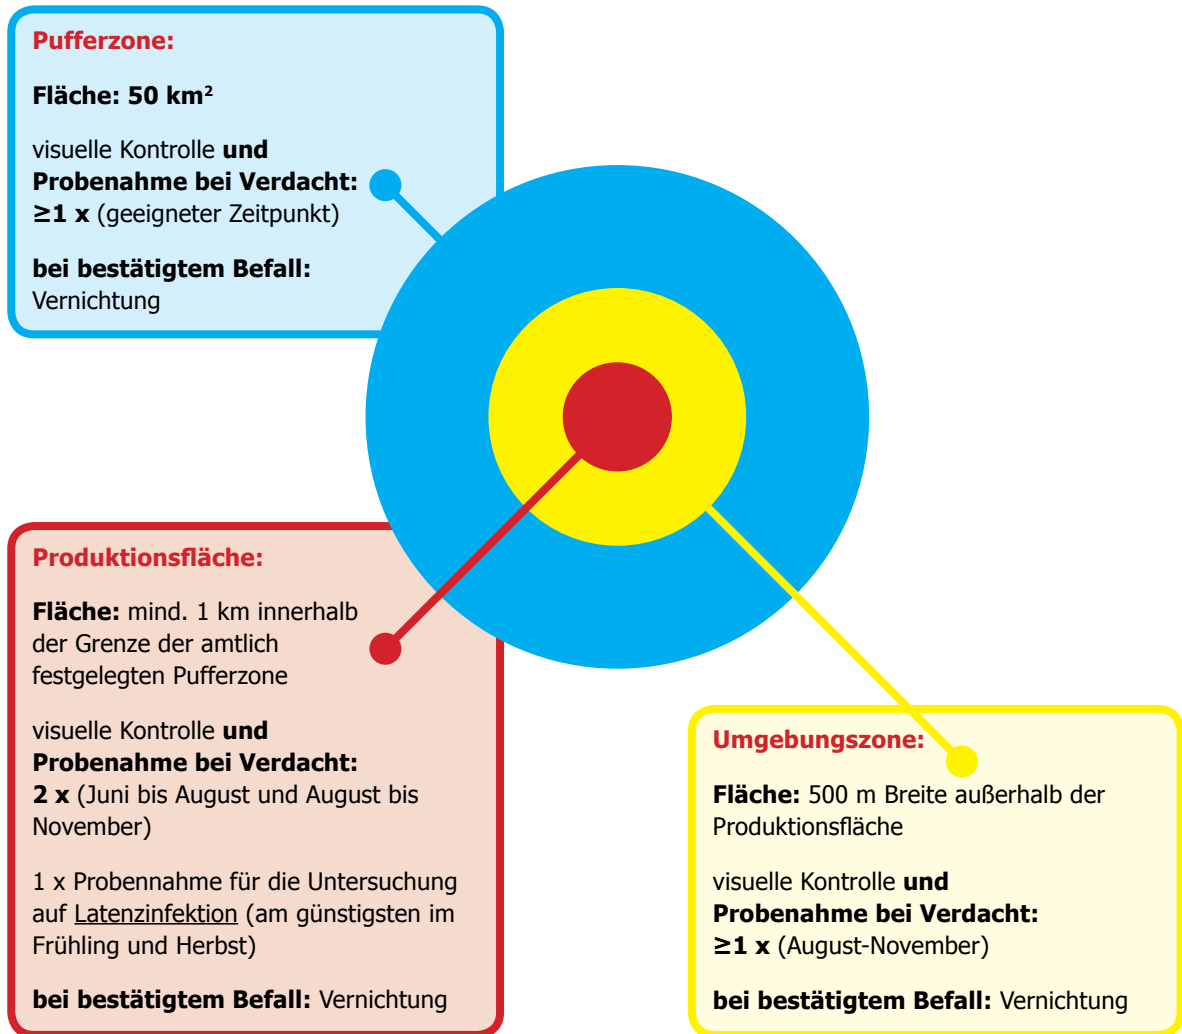 Pufferzone:
Fläche: 50 km²
visuelle Kontrolle und
Probenahme bei Verdacht:
≥1 x (geeigneter Zeitpunkt)
bei bestätigtem Befall:
Vernichtung
Produktionsfläche:
Fläche: mind. 1 km innerhalb
der Grenze der amtlich
festgelegten Pufferzone
visuelle Kontrolle und
Probenahme bei Verdacht:
2 x (Juni bis August und August bis
November)
1 x Probennahme für die Untersuchung
auf Latenzinfektion (am günstigsten im
Frühling und Herbst)
bei bestätigtem Befall: Vernichtung
Umgebungszone:
Fläche: 500 m Breite außerhalb der
Produktionsfläche
visuelle Kontrolle und
Probenahme bei Verdacht:
≥1 x (August-November)
bei bestätigtem Befall: Vernichtung